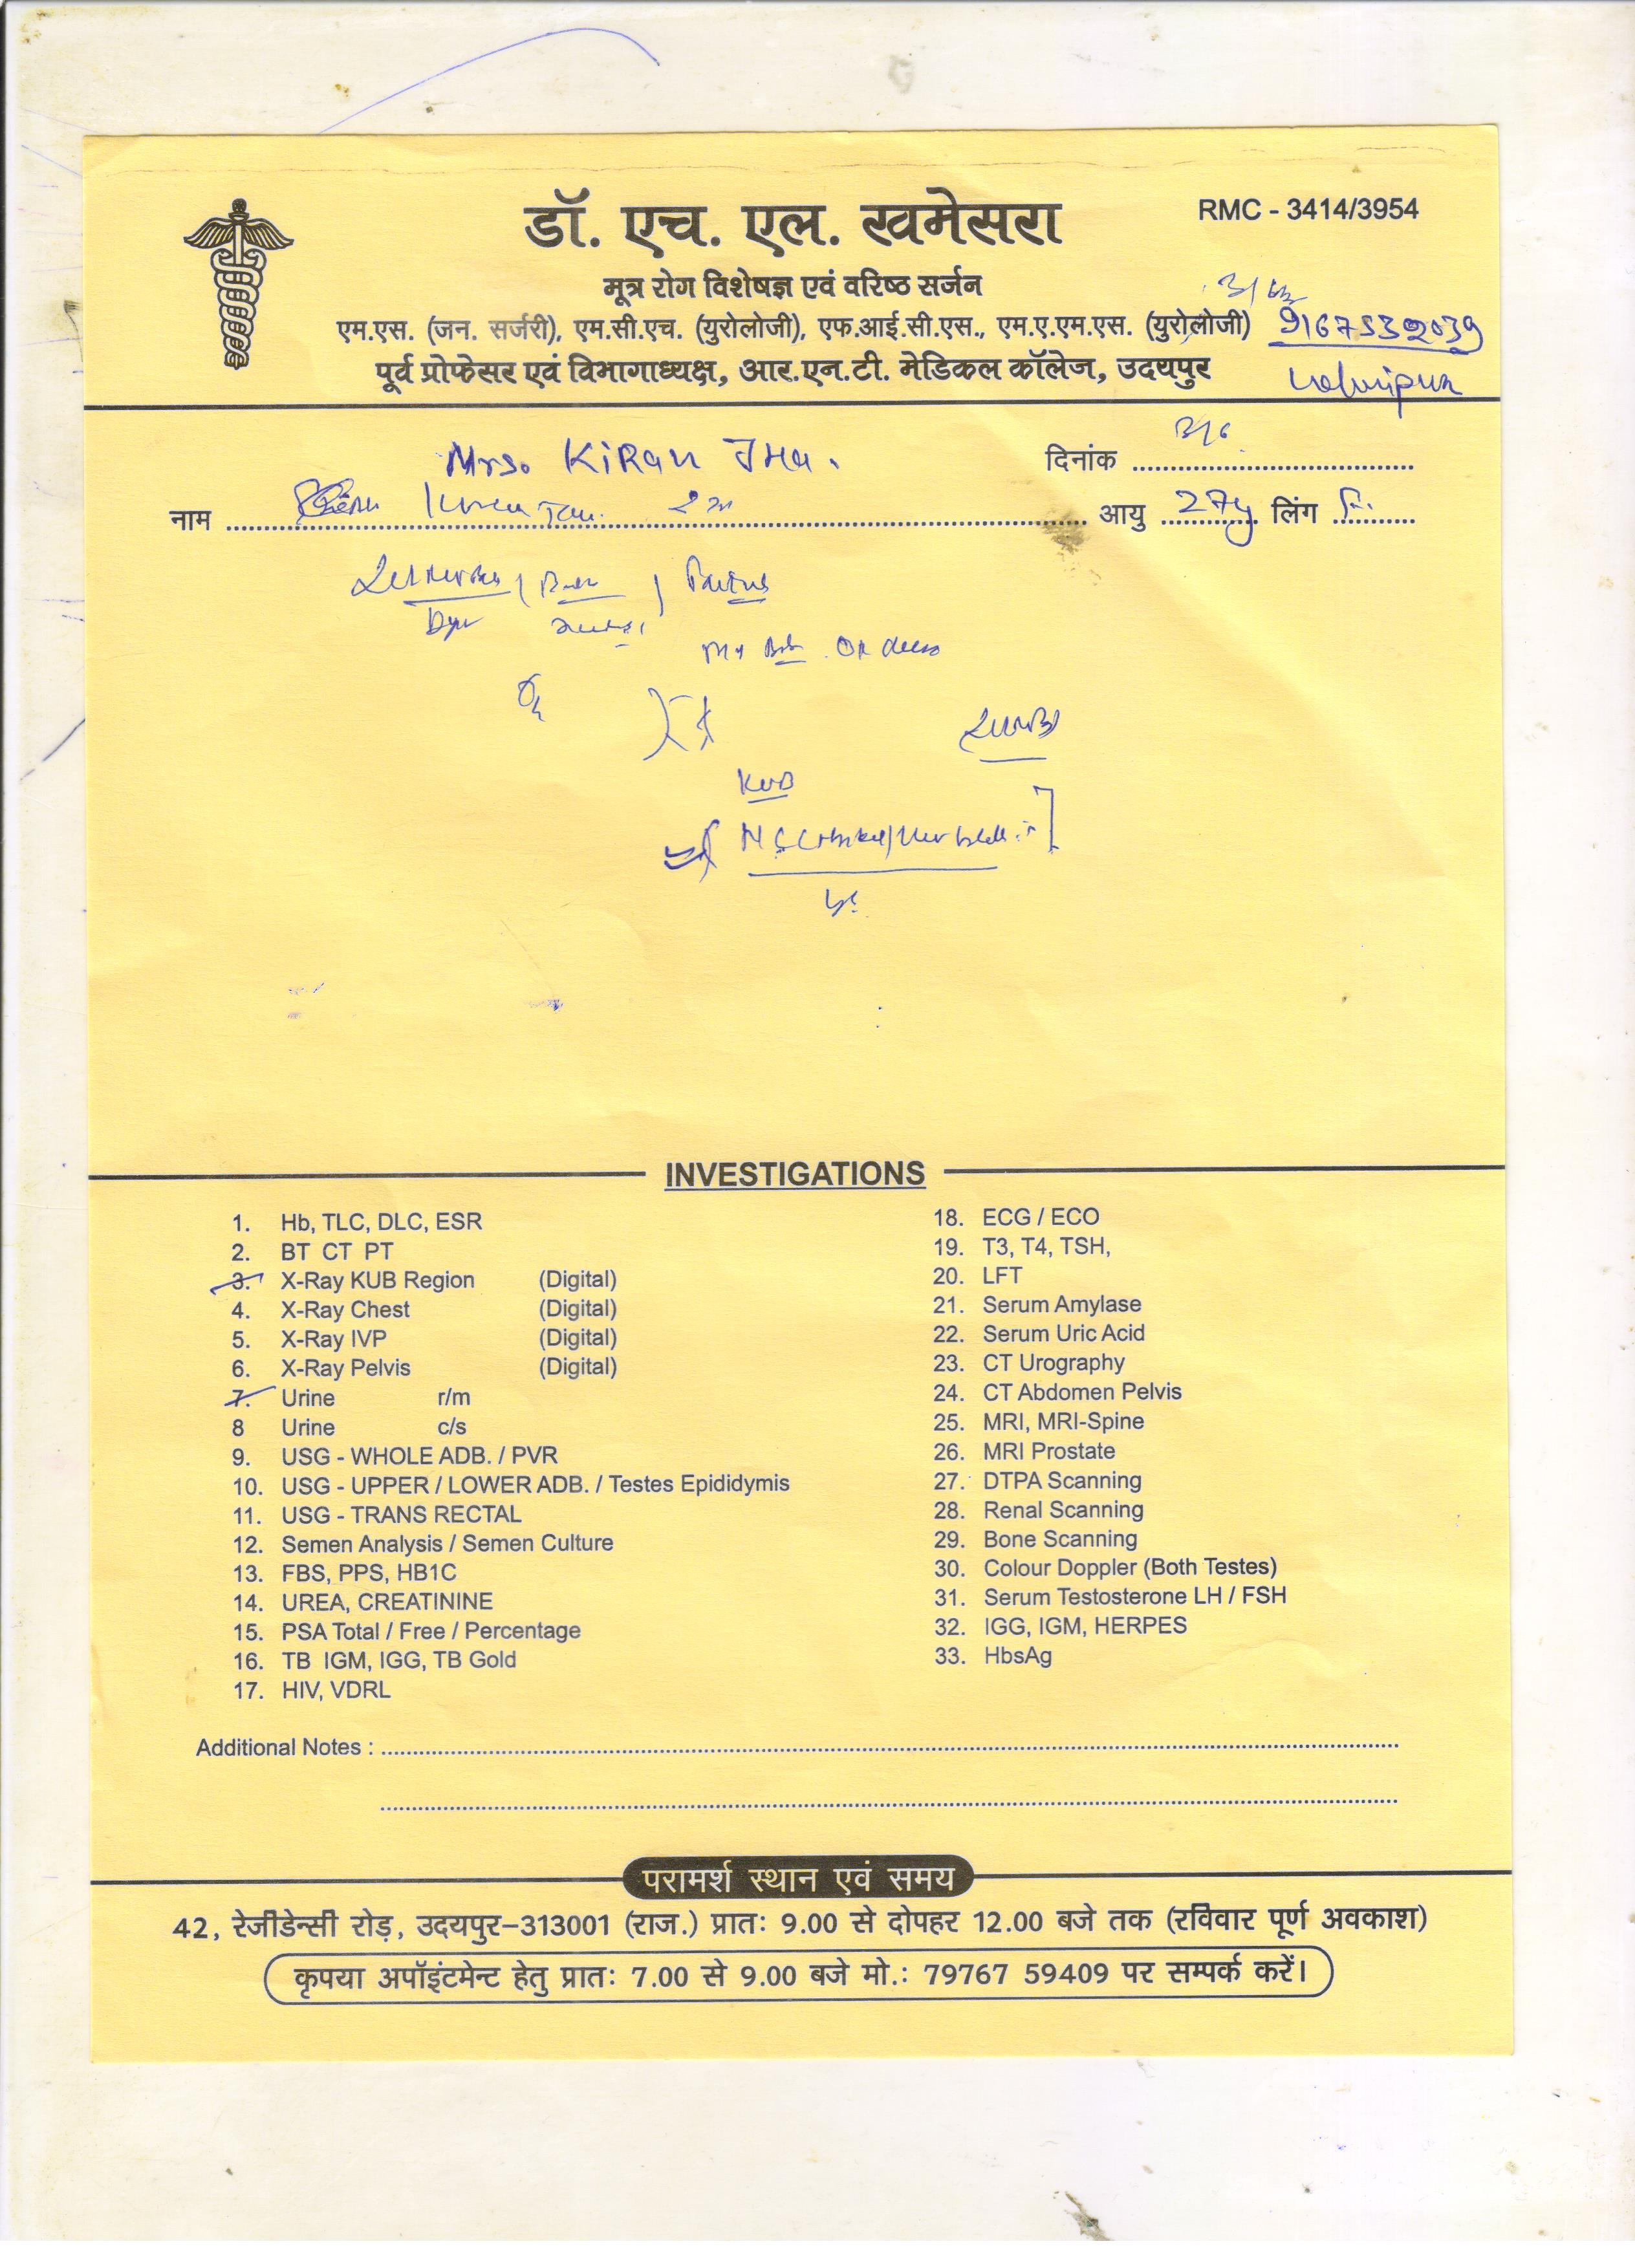 डॉ. एच. एल. खमेसरा
RMC - 3414/3954
मूत्र रोग विशेषज्ञ एवं वरिष्ठ सर्जन
एम.एस. (जन. सर्जरी), एम.सी.एच. (युरोलोजी), एफ.आई.सी.एस., एम.ए.एम.एस. (युरोलोजी)
9167532039
पूर्व प्रोफेसर एवं विभागाध्यक्ष, आर.एन.टी. मेडिकल कॉलेज, उदयपुर
Mrs. KiRan
दिनांक
नाम
आयु 27y लिंग F.
KUB
INVESTIGATIONS
1. Hb, TLC, DLC, ESR
2. BT CT PT
3. X-Ray KUB Region (Digital)
4. X-Ray Chest (Digital)
5. X-Ray IVP (Digital)
6. X-Ray Pelvis (Digital)
7. Urine r/m
8 Urine c/s
9. USG - WHOLE ADB. / PVR
10. USG - UPPER / LOWER ADB. / Testes Epididymis
11. USG - TRANS RECTAL
12. Semen Analysis / Semen Culture
13. FBS, PPS, HB1C
14. UREA, CREATININE
15. PSA Total / Free / Percentage
16. TB IGM, IGG, TB Gold
17. HIV, VDRL
18. ECG / ECO
19. T3, T4, TSH,
20. LFT
21. Serum Amylase
22. Serum Uric Acid
23. CT Urography
24. CT Abdomen Pelvis
25. MRI, MRI-Spine
26. MRI Prostate
27. DTPA Scanning
28. Renal Scanning
29. Bone Scanning
30. Colour Doppler (Both Testes)
31. Serum Testosterone LH / FSH
32. IGG, IGM, HERPES
33. HbsAg
Additional Notes :
परामर्श स्थान एवं समय
42, रेजीडेन्सी रोड़, उदयपुर-313001 (राज.) प्रातः 9.00 से दोपहर 12.00 बजे तक (रविवार पूर्ण अवकाश)
कृपया अपॉइंटमेन्ट हेतु प्रातः 7.00 से 9.00 बजे मो.: 79767 59409 पर सम्पर्क करें।